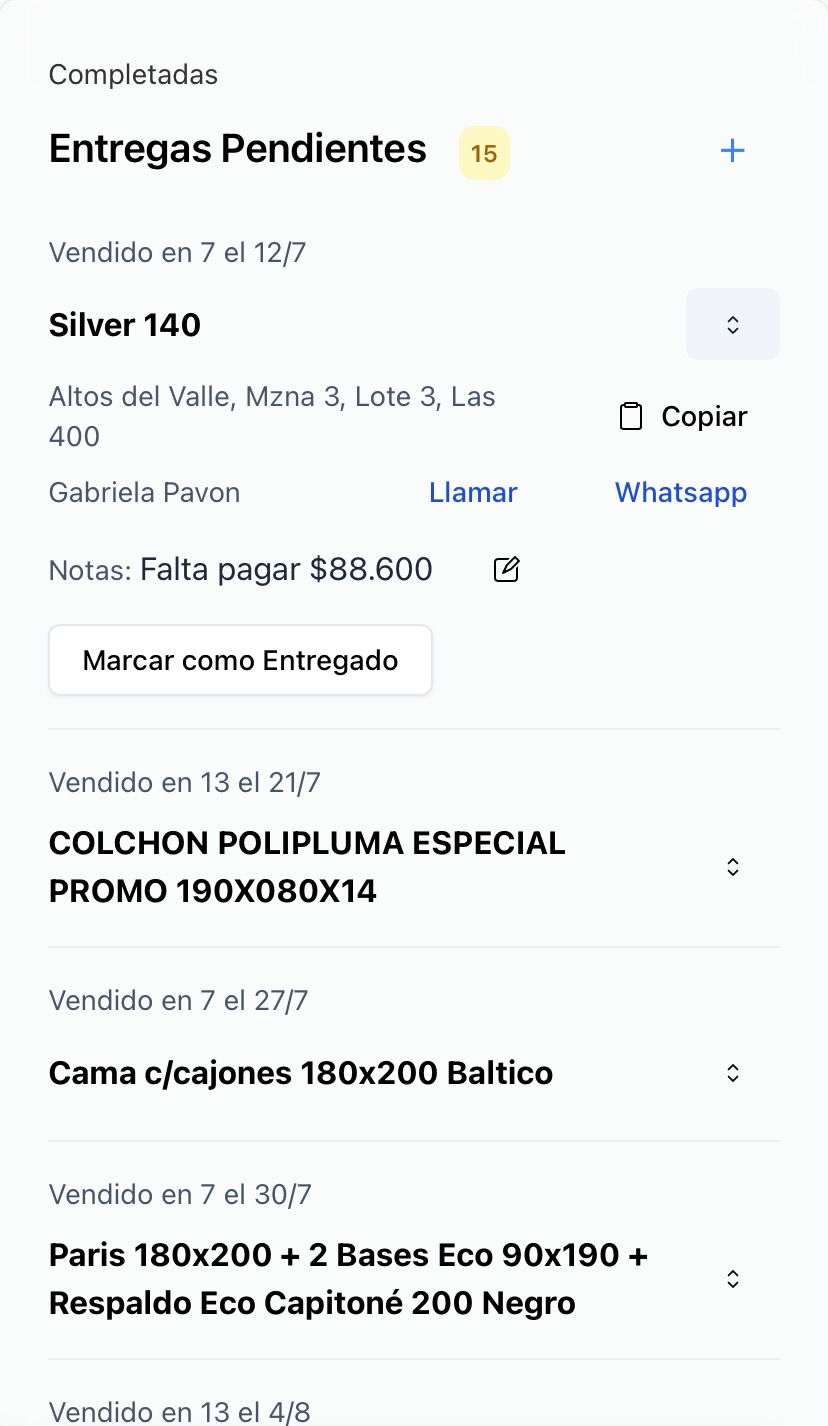 Completadas
Entregas Pendientes 15 +
Vendido en 7 el 12/7
Silver 140
Altos del Valle, Mzna 3, Lote 3, Las
400
Copiar
Gabriela Pavon Llamar Whatsapp
Notas: Falta pagar $88.600
Marcar como Entregado
Vendido en 13 el 21/7
COLCHON POLIPLUMA ESPECIAL
PROMO 190X080X14
Vendido en 7 el 27/7
Cama c/cajones 180x200 Baltico
Vendido en 7 el 30/7
Paris 180x200 + 2 Bases Eco 90x190 +
Respaldo Eco Capitoné 200 Negro
Vendido en 13 el 4/8